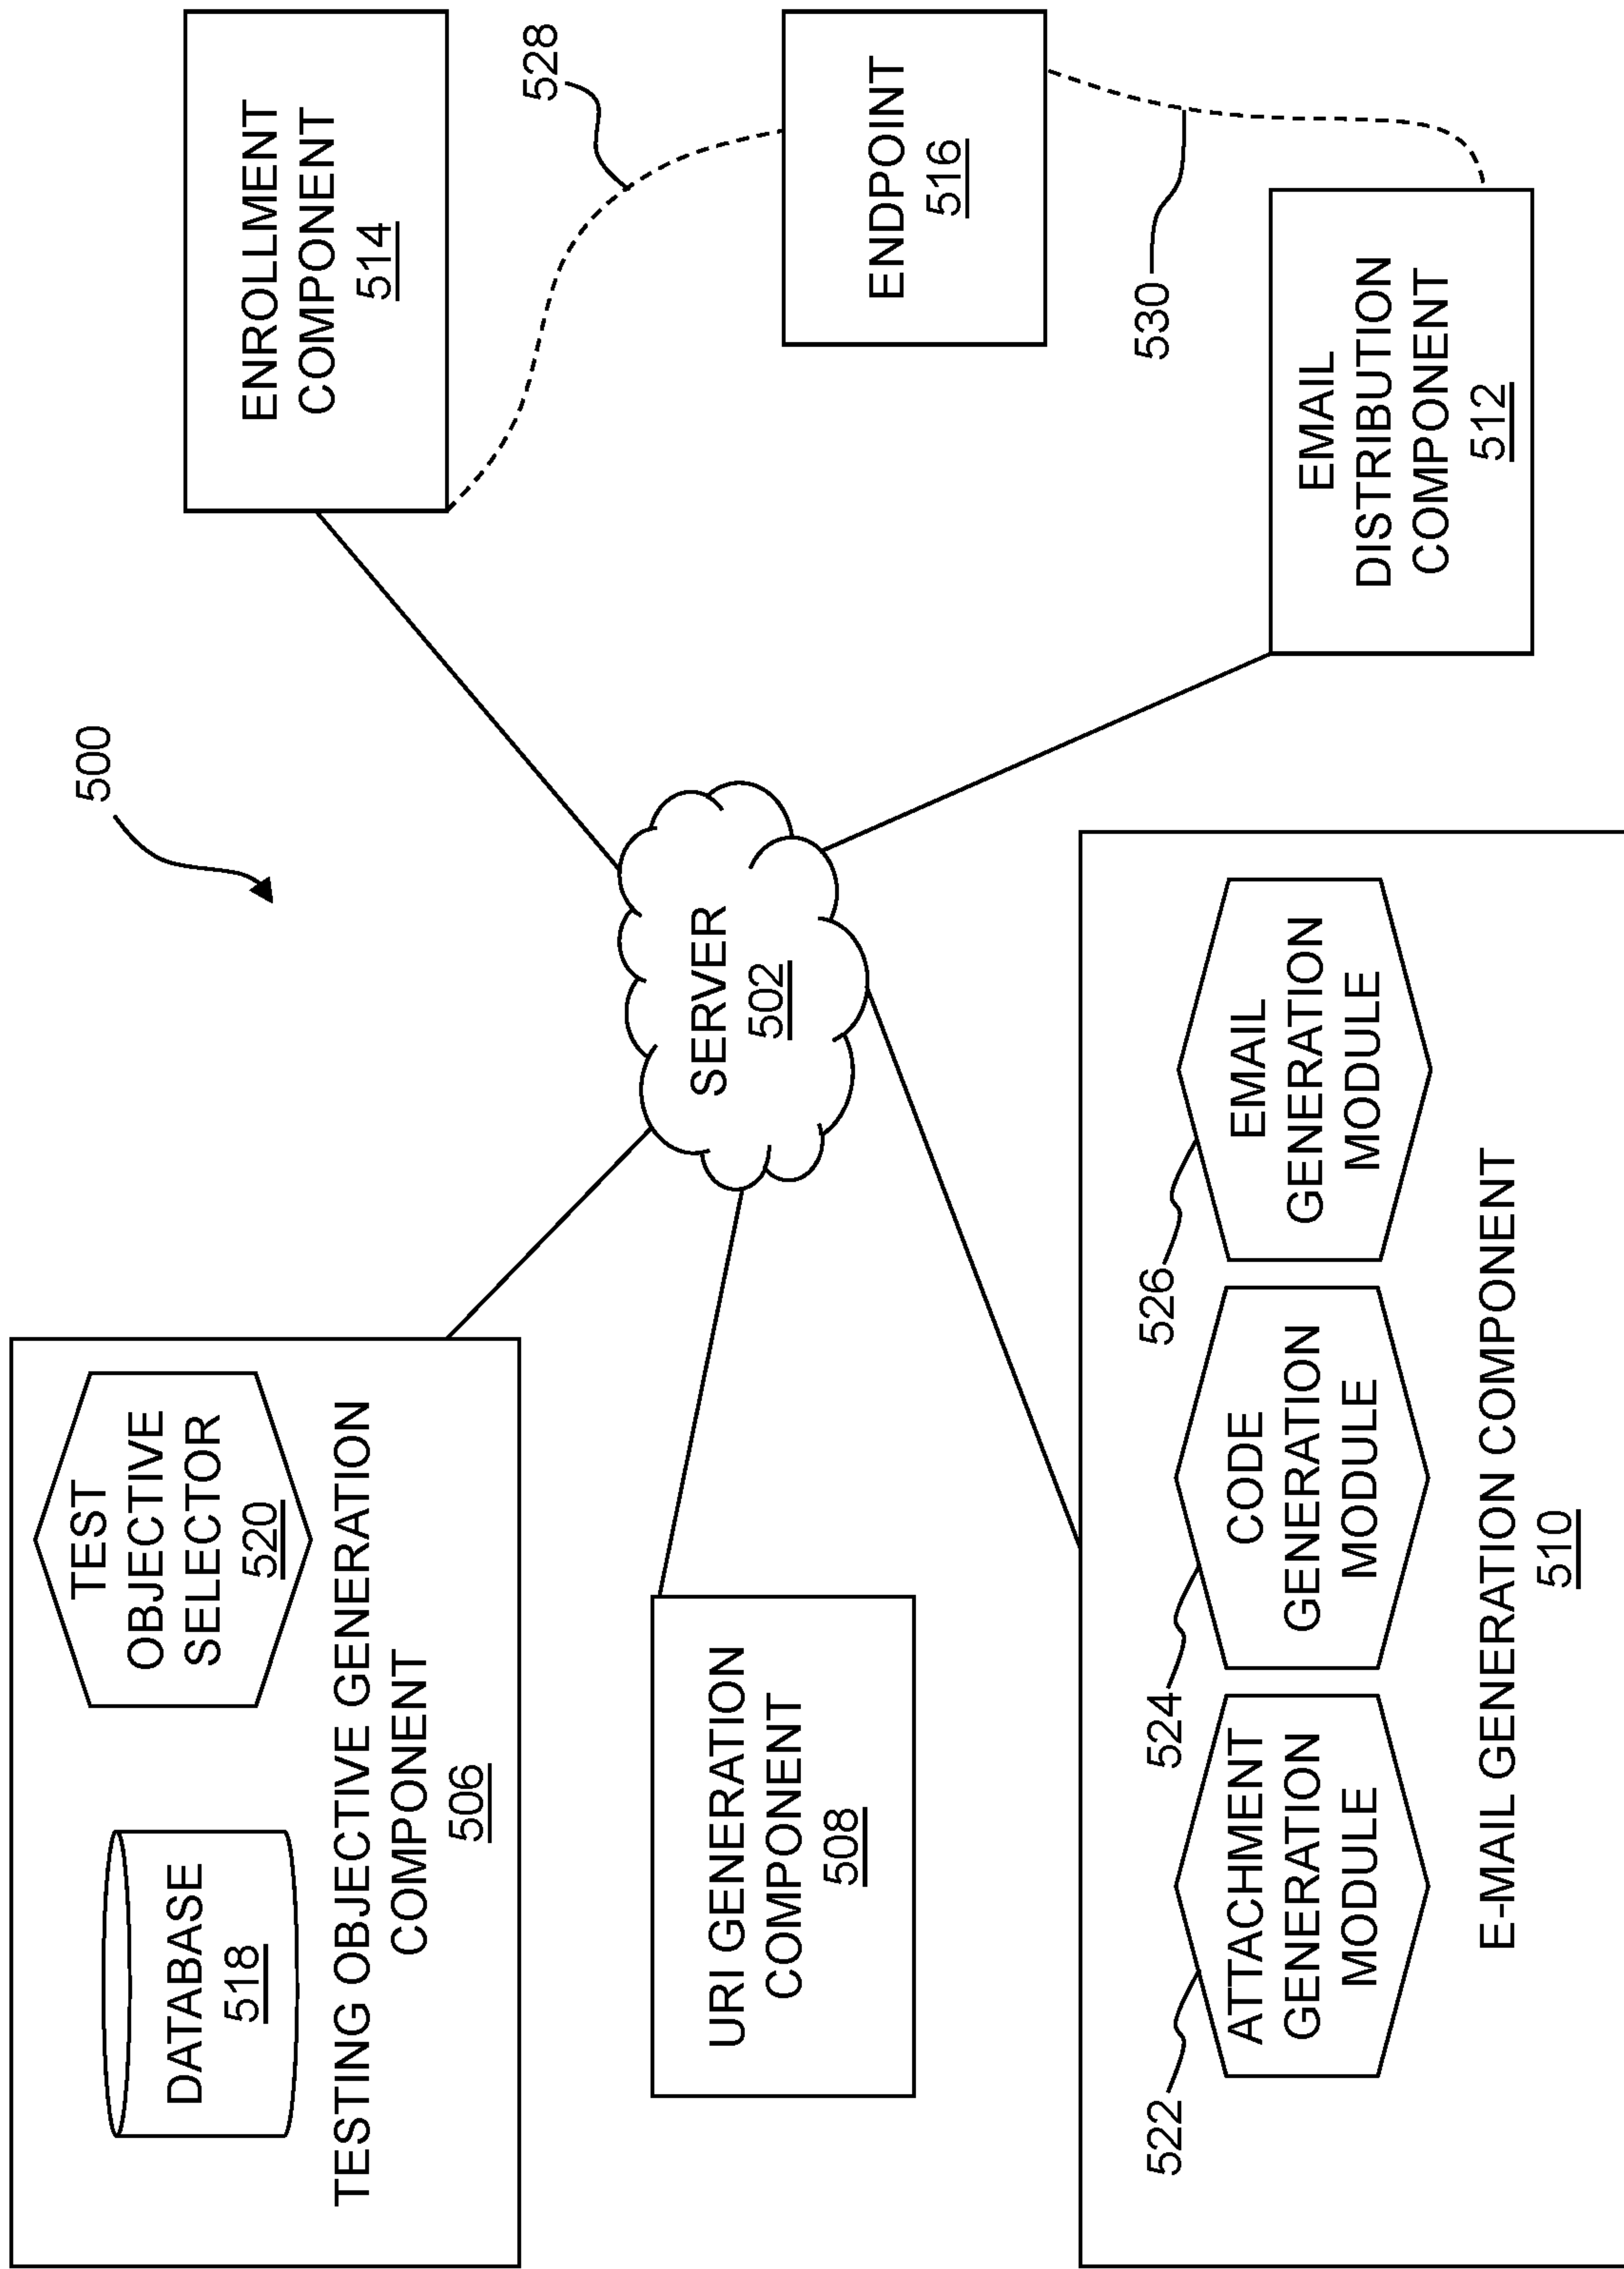 500
DATABASE
518
TEST
OBJECTIVE
SELECTOR
520
TESTING OBJECTIVE GENERATION
COMPONENT
506
ENROLLMENT
COMPONENT
514
528
URI GENERATION
COMPONENT
508
SERVER
502
ENDPOINT
516
530
522
ATTACHMENT
GENERATION
MODULE
524
CODE
GENERATION
MODULE
526
EMAIL
GENERATION
MODULE
E-MAIL GENERATION COMPONENT
510
EMAIL
DISTRIBUTION
COMPONENT
512